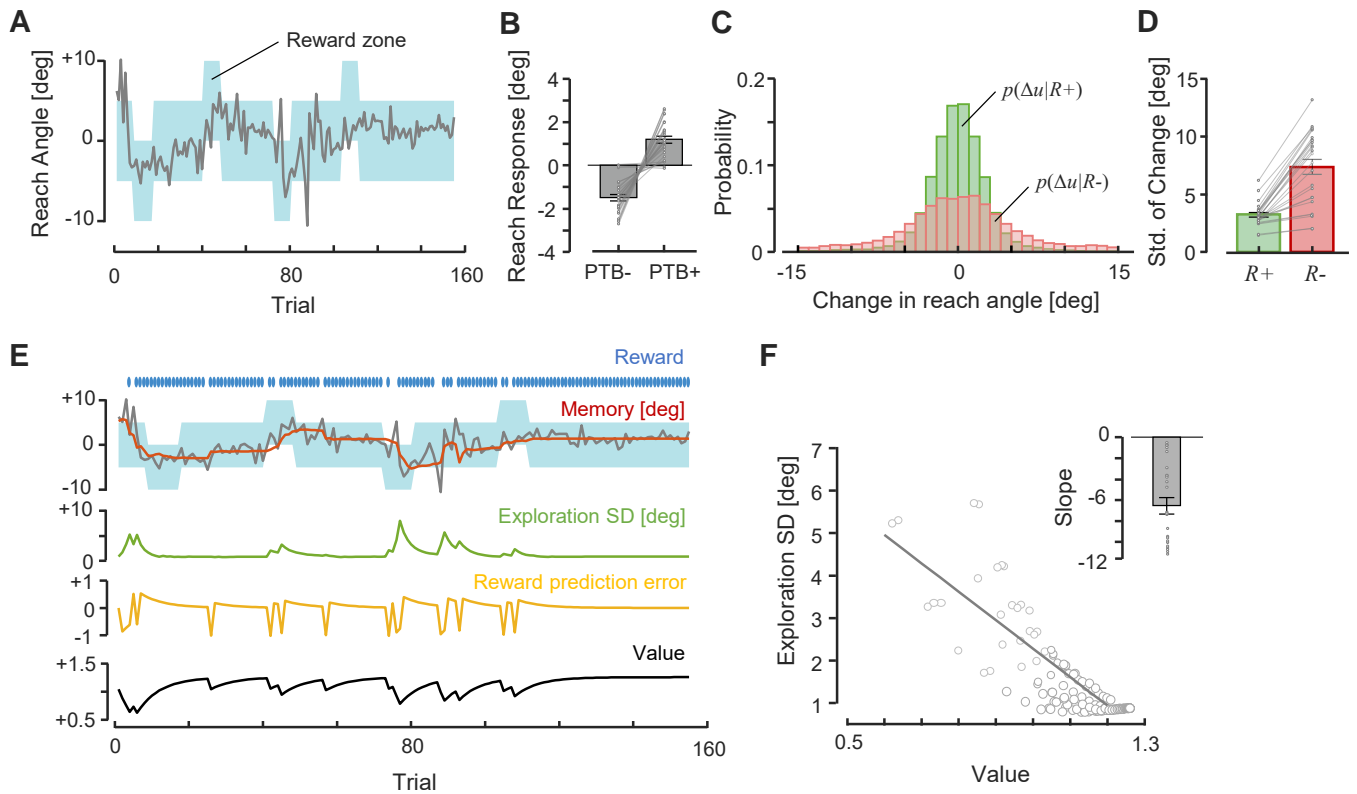 A
Reach Angle [deg]
+10
0
-10
Reward zone
0
80
160
Trial
B
Reach Response [deg]
4
2
0
-2
-4
PTB-
PTB+
C
Probability
0.2
0.1
0
p(Δu|R+)
p(Δu|R-)
-15
0
15
Change in reach angle [deg]
D
Std. of Change [deg]
15
10
5
0
R+
R-
E
Reward
+10
0
-10
Memory [deg]
+10
0
Exploration SD [deg]
+1
0
-1
Reward prediction error
+1.5
+0.5
Value
0
80
160
Trial
F
Exploration SD [deg]
7
6
5
4
3
2
1
0.5
1.3
Value
Slope
0
-6
-12